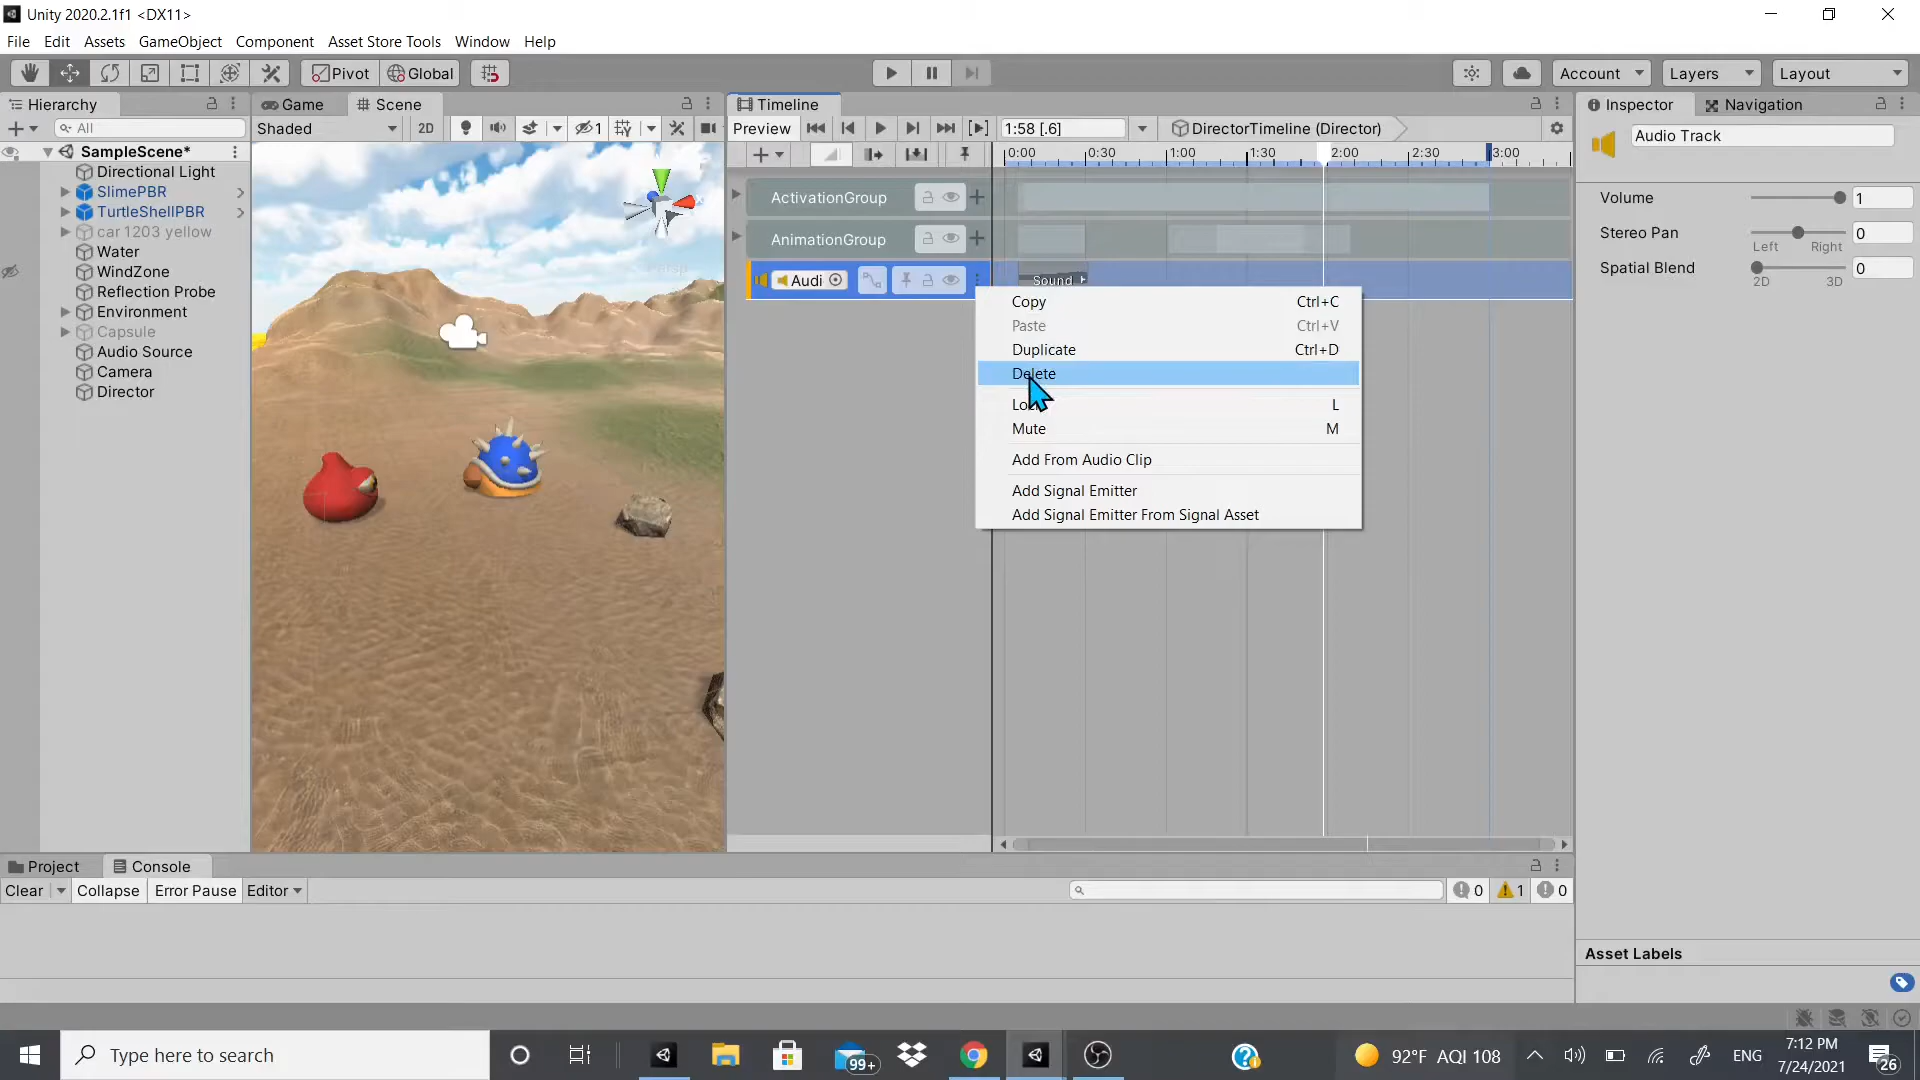 Unity 2020.2.1f1 <DX11>
File Edit Assets GameObject Component Asset Store Tools Window Help
Pivot Global Account Layers Layout
Hierarchy
All
SampleScene*
Directional Light
SlimePBR
TurtleShellPBR
car 1203 yellow
Water
WindZone
Reflection Probe
Environment
Capsule
Audio Source
Camera
Director
Game Scene
Shaded 2D 1
Persp
Timeline
Preview 1:58 [.6] DirectorTimeline (Director)
0:00 0:30 1:00 1:30 2:00 2:30 3:00
ActivationGroup
AnimationGroup
Audi Sound
Copy Ctrl+C
Paste Ctrl+V
Duplicate Ctrl+D
Delete
L
Mute M
Add From Audio Clip
Add Signal Emitter
Add Signal Emitter From Signal Asset
Inspector Navigation
Audio Track
Volume 1
Stereo Pan 0
Left Right
Spatial Blend 0
2D 3D
Asset Labels
Project Console
Clear Collapse Error Pause Editor 0 1 0
Type here to search
99+
92°F AQI 108
ENG
7:12 PM
7/24/2021
26